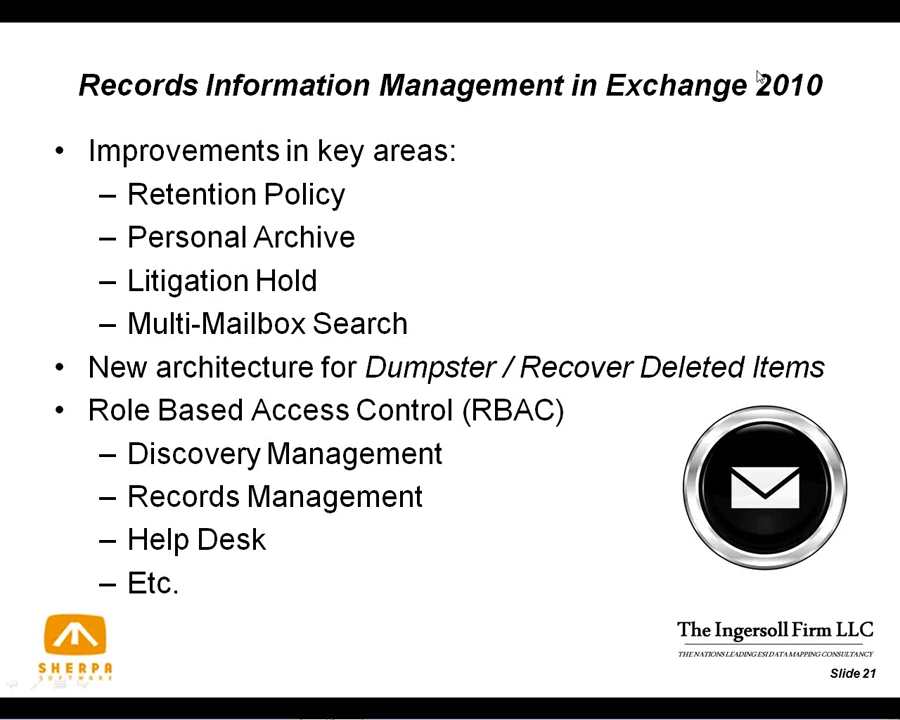 Records Information Management in Exchange 2010
• Improvements in key areas:
– Retention Policy
– Personal Archive
– Litigation Hold
– Multi-Mailbox Search
• New architecture for Dumpster / Recover Deleted Items
• Role Based Access Control (RBAC)
– Discovery Management
– Records Management
– Help Desk
– Etc.
SHERPA
SOFTWARE
The Ingersoll Firm LLC
THE NATIONS LEADING ESI DATA MAPPING CONSULTANCY
Slide 21